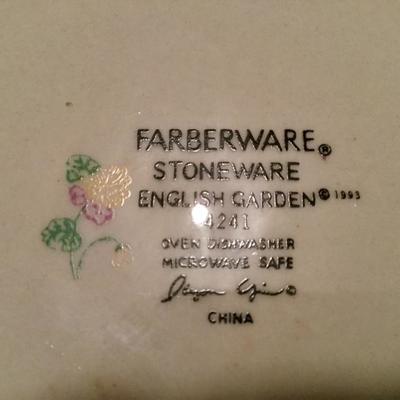 FARBERWARE®
STONEWARE
ENGLISH GARDEN © 1993
4241
OVEN DISHWASHER
MICROWAVE SAFE
©
CHINA